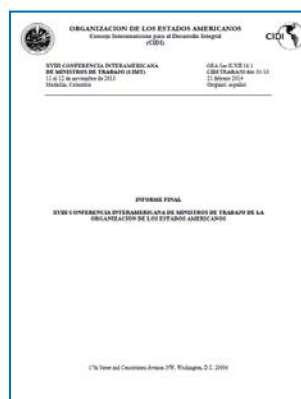 ORGANIZACION DE LOS ESTADOS AMERICANOS
Consejo Interamericano para el Desarrollo Integral
(CIDI)
CIDI
XVIII CONFERENCIA INTERAMERICANA
DE MINISTROS DE TRABAJO (CIMT)
11 al 12 de noviembre de 2013
Medellín, Colombia
OEA/Ser.K/XII.18.1
21 febrero 2014
Original: español
INFORME FINAL
XVIII CONFERENCIA INTERAMERICANA DE MINISTROS DE TRABAJO DE LA
ORGANIZACIÓN DE LOS ESTADOS AMERICANOS
17th Street and Constitution Avenue NW, Washington, D.C. 20006